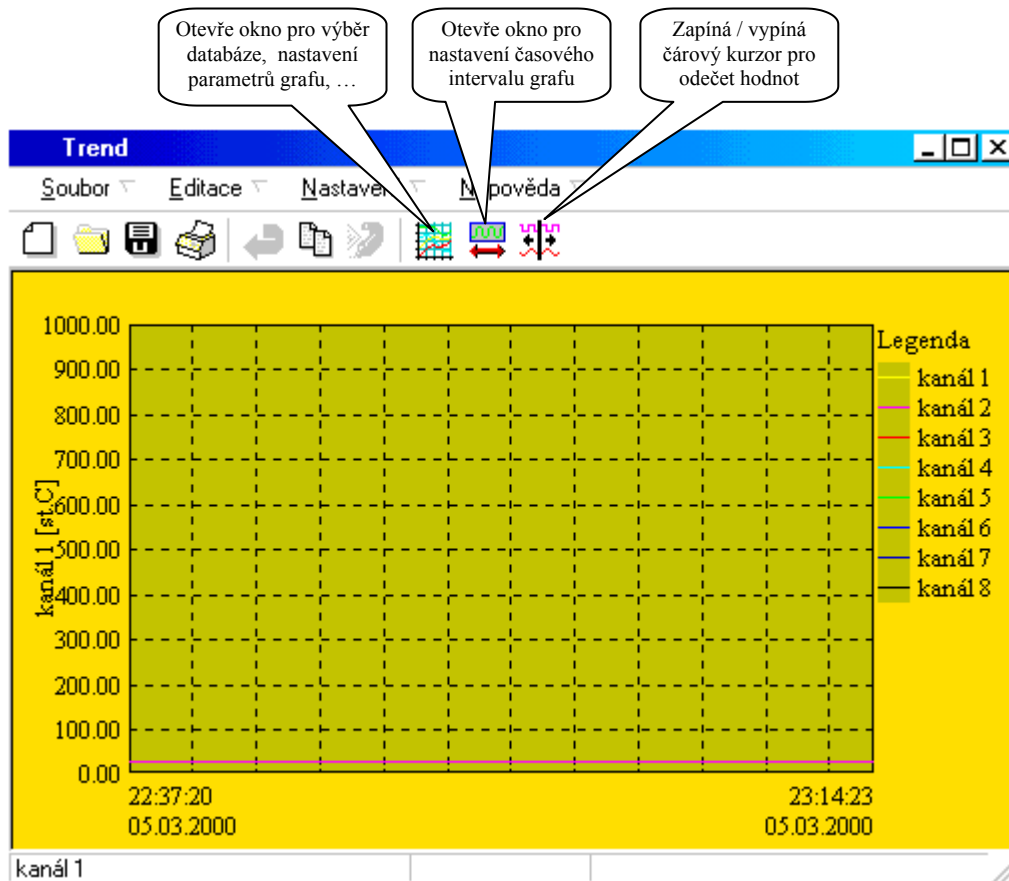 Otevře okno pro výběr
databáze, nastavení
parametrů grafu, …
Otevře okno pro
nastavení časového
intervalu grafu
Zapíná / vypíná
čárový kurzor pro
odečet hodnot
Trend
Soubor Editace Nápověda
1000.00
900.00
800.00
700.00
600.00
500.00
400.00
300.00
200.00
100.00
0.00
kanál 1 [st.C]
22:37:20
05.03.2000
23:14:23
05.03.2000
Legenda
kanál 1
kanál 2
kanál 3
kanál 4
kanál 5
kanál 6
kanál 7
kanál 8
kanál 1